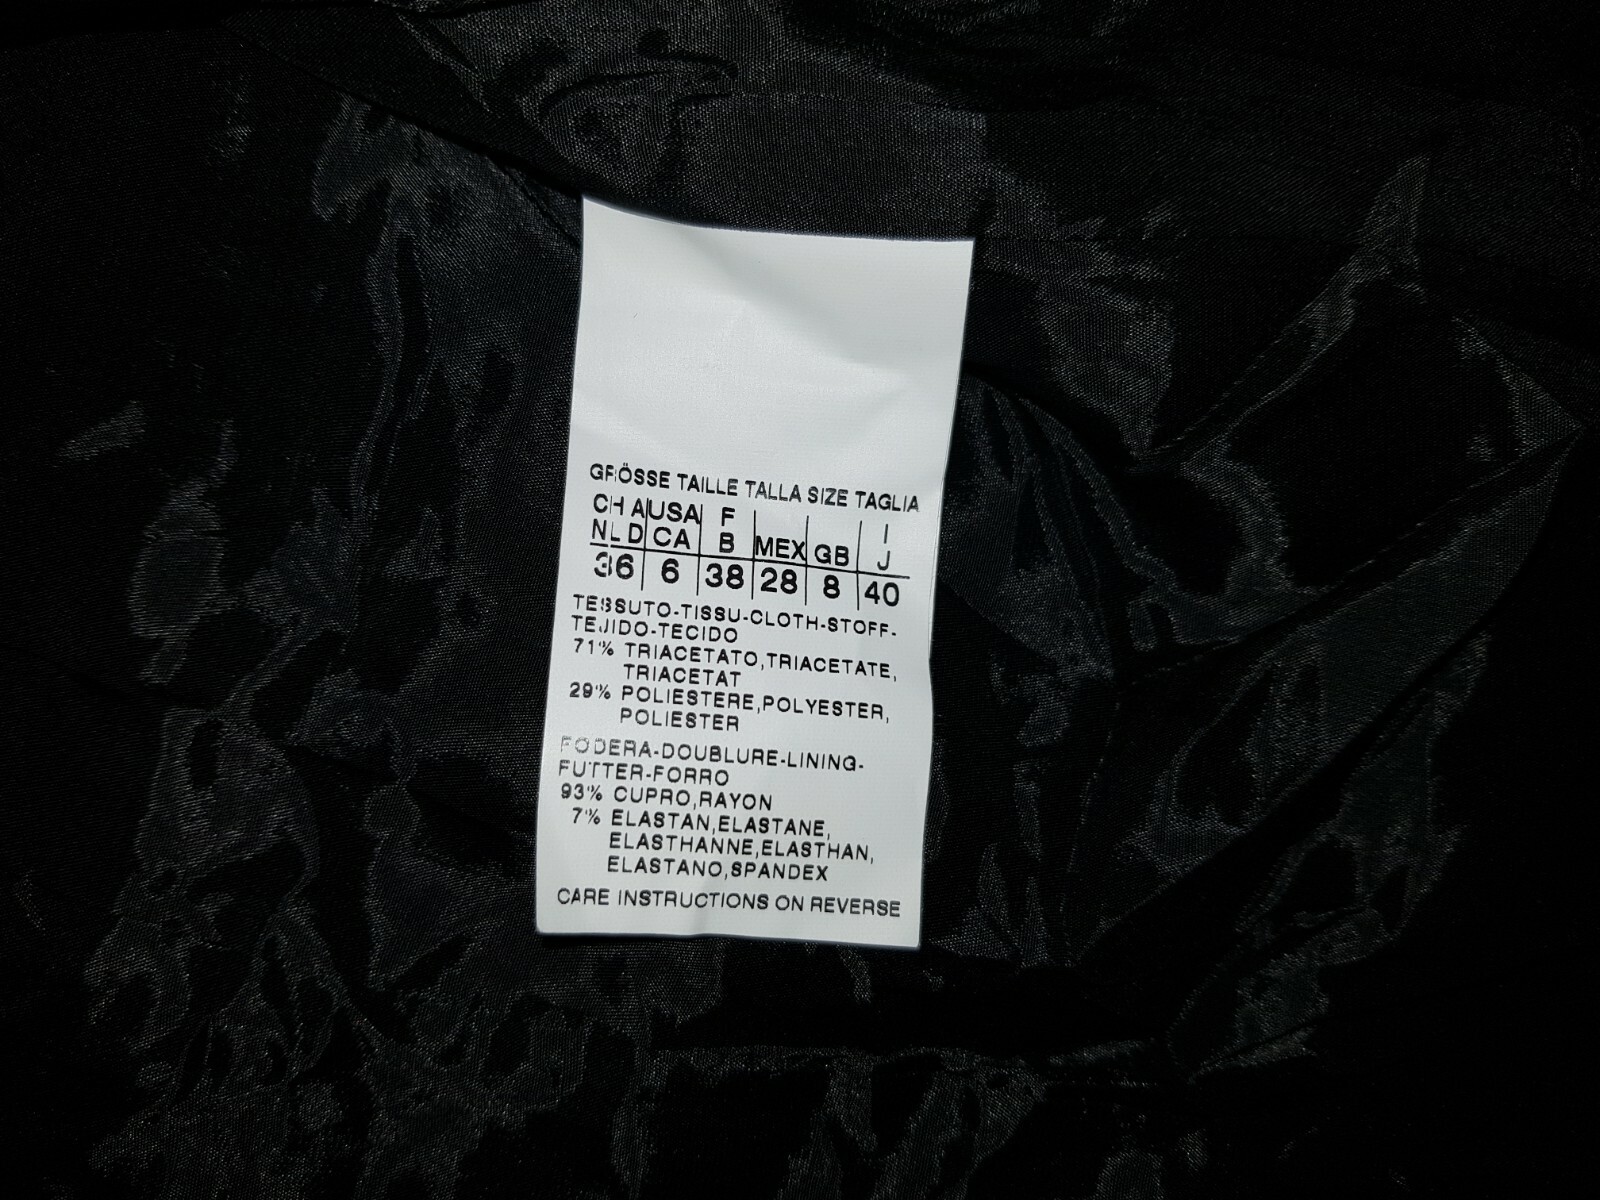 GRÖSSE TAILLE TALLA SIZE TAGLIA
CH A USA F I
NL D CA B MEX GB J
36 6 38 28 8 40
TESSUTO-TISSU-CLOTH-STOFF-
TEJIDO-TECIDO
71% TRIACETATO,TRIACETATE,
TRIACETAT
29% POLIESTERE,POLYESTER,
POLIESTER
FODERA-DOUBLURE-LINING-
FUTTER-FORRO
93% CUPRO,RAYON
7% ELASTAN,ELASTANE,
ELASTHANNE,ELASTHAN,
ELASTANO,SPANDEX
CARE INSTRUCTIONS ON REVERSE